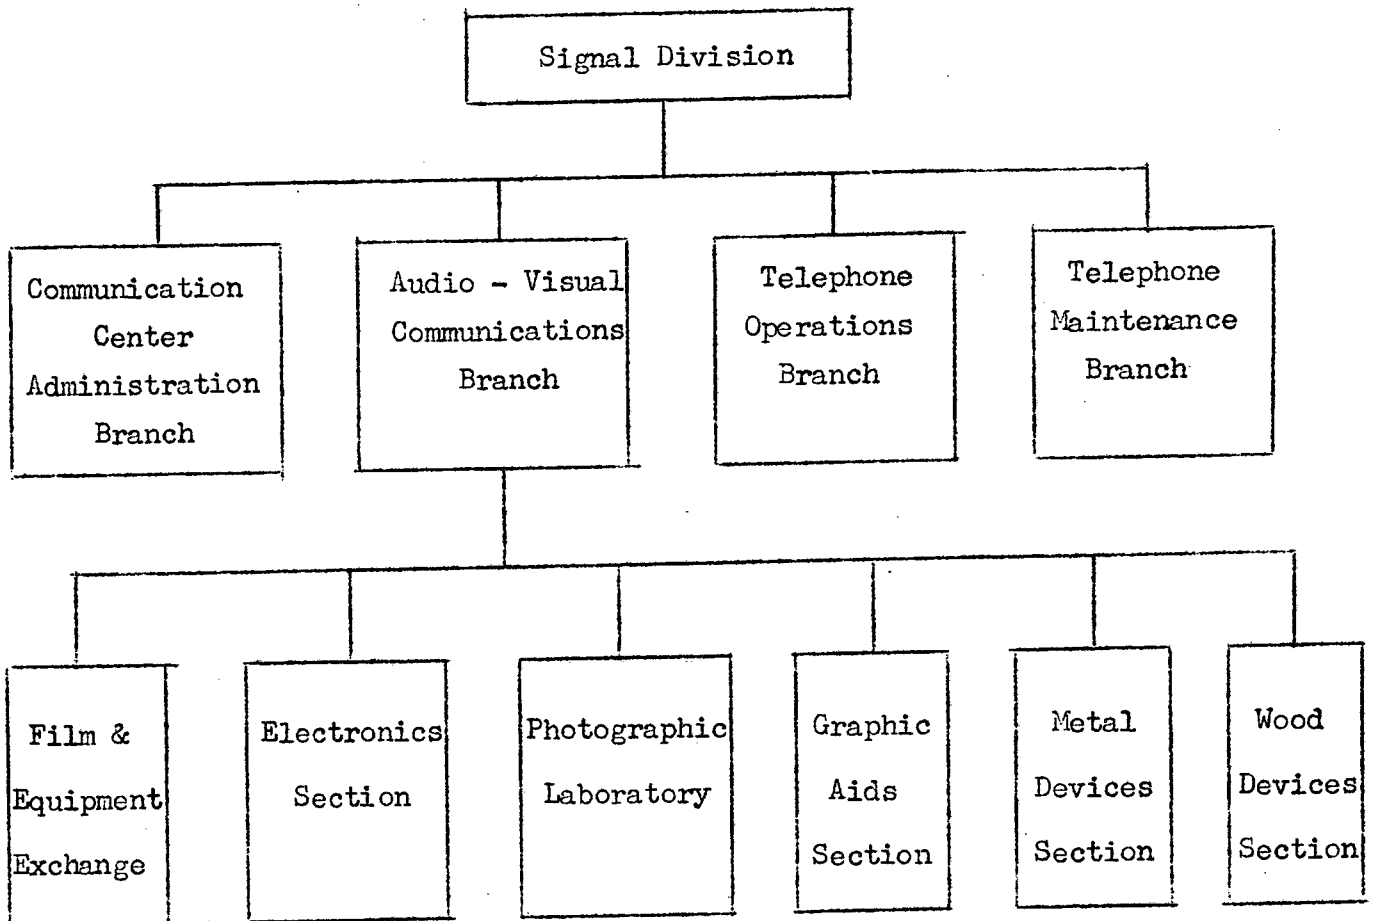 Signal Division
Communication
Center
Administration
Branch
Audio - Visual
Communications
Branch
Telephone
Operations
Branch
Telephone
Maintenance
Branch
Film &
Equipment
Exchange
Electronics
Section
Photographic
Laboratory
Graphic
Aids
Section
Metal
Devices
Section
Wood
Devices
Section